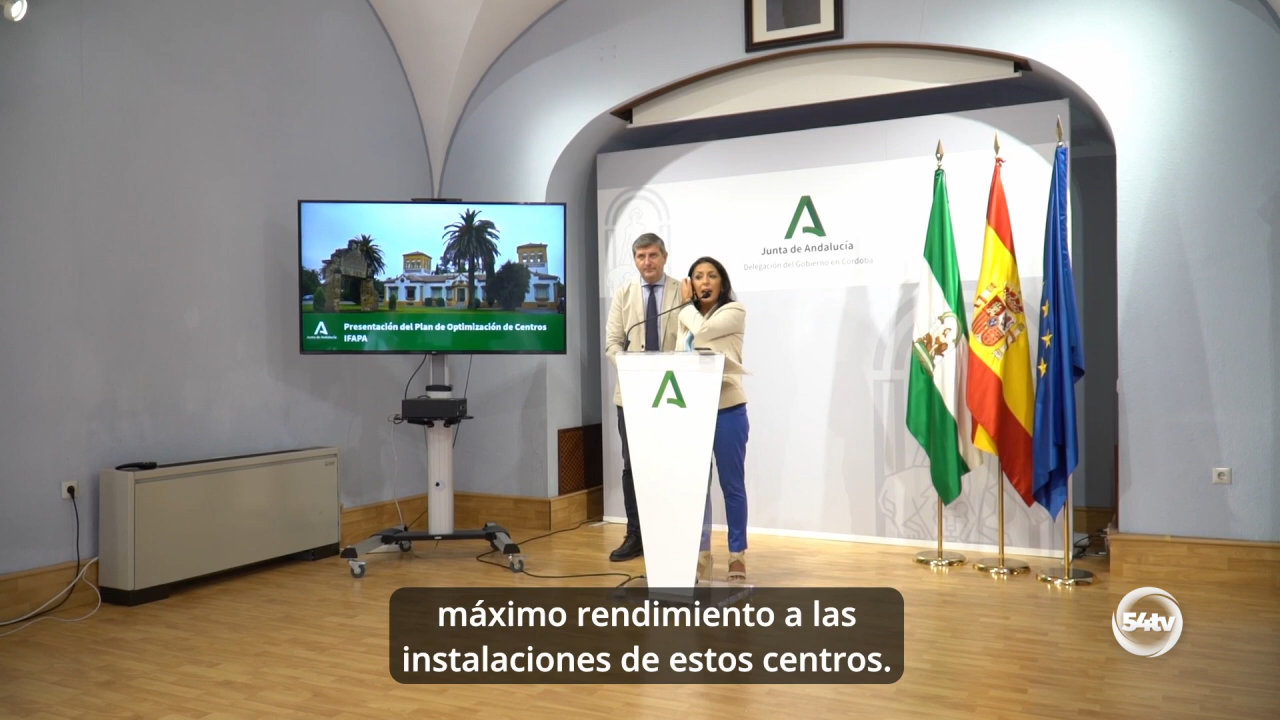 Junta de Andalucía
Delegación del Gobierno en Córdoba
Junta de Andalucía
Presentación del Plan de Optimización de Centros
IFAPA
máximo rendimiento a las
instalaciones de estos centros.
54tv